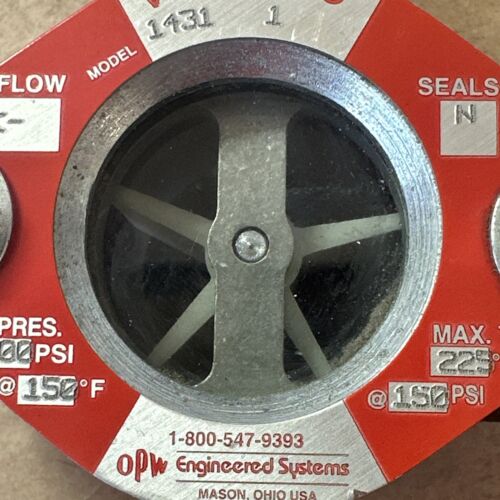 MODEL 1431 1
FLOW
SEALS
N
PRES.
00 PSI
@ 150°F
MAX.
225°
@ 150 PSI
1-800-547-9393
OPW Engineered Systems
MASON, OHIO USA